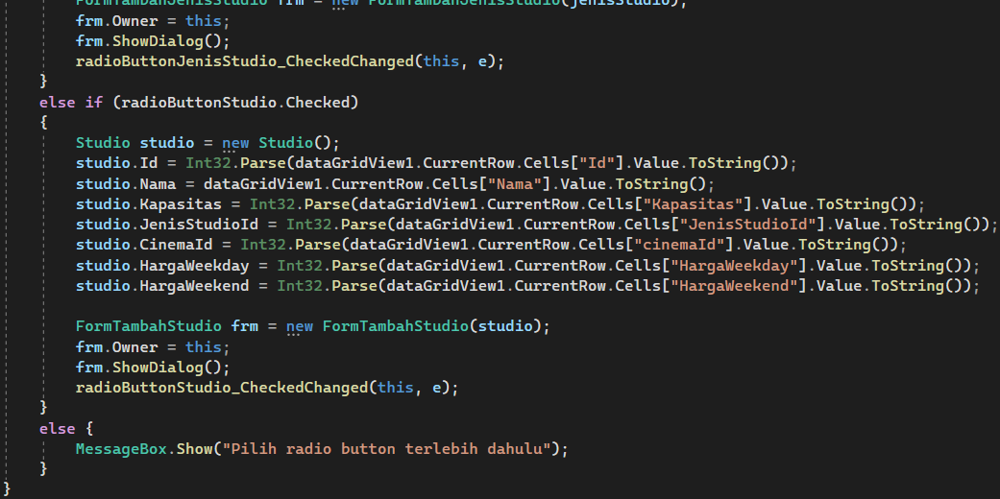 FormTambahJenisStudio frm = new FormTambahJenisStudio(jenisStudio);
frm.Owner = this;
frm.ShowDialog();
radioButtonJenisStudio_CheckedChanged(this, e);
}
else if (radioButtonStudio.Checked)
{
Studio studio = new Studio();
studio.Id = Int32.Parse(dataGridView1.CurrentRow.Cells["Id"].Value.ToString());
studio.Nama = dataGridView1.CurrentRow.Cells["Nama"].Value.ToString();
studio.Kapasitas = Int32.Parse(dataGridView1.CurrentRow.Cells["Kapasitas"].Value.ToString());
studio.JenisStudioId = Int32.Parse(dataGridView1.CurrentRow.Cells["JenisStudioId"].Value.ToString());
studio.CinemaId = Int32.Parse(dataGridView1.CurrentRow.Cells["cinemaId"].Value.ToString());
studio.HargaWeekday = Int32.Parse(dataGridView1.CurrentRow.Cells["HargaWeekday"].Value.ToString());
studio.HargaWeekend = Int32.Parse(dataGridView1.CurrentRow.Cells["HargaWeekend"].Value.ToString());
FormTambahStudio frm = new FormTambahStudio(studio);
frm.Owner = this;
frm.ShowDialog();
radioButtonStudio_CheckedChanged(this, e);
}
else {
MessageBox.Show("Pilih radio button terlebih dahulu");
}
}